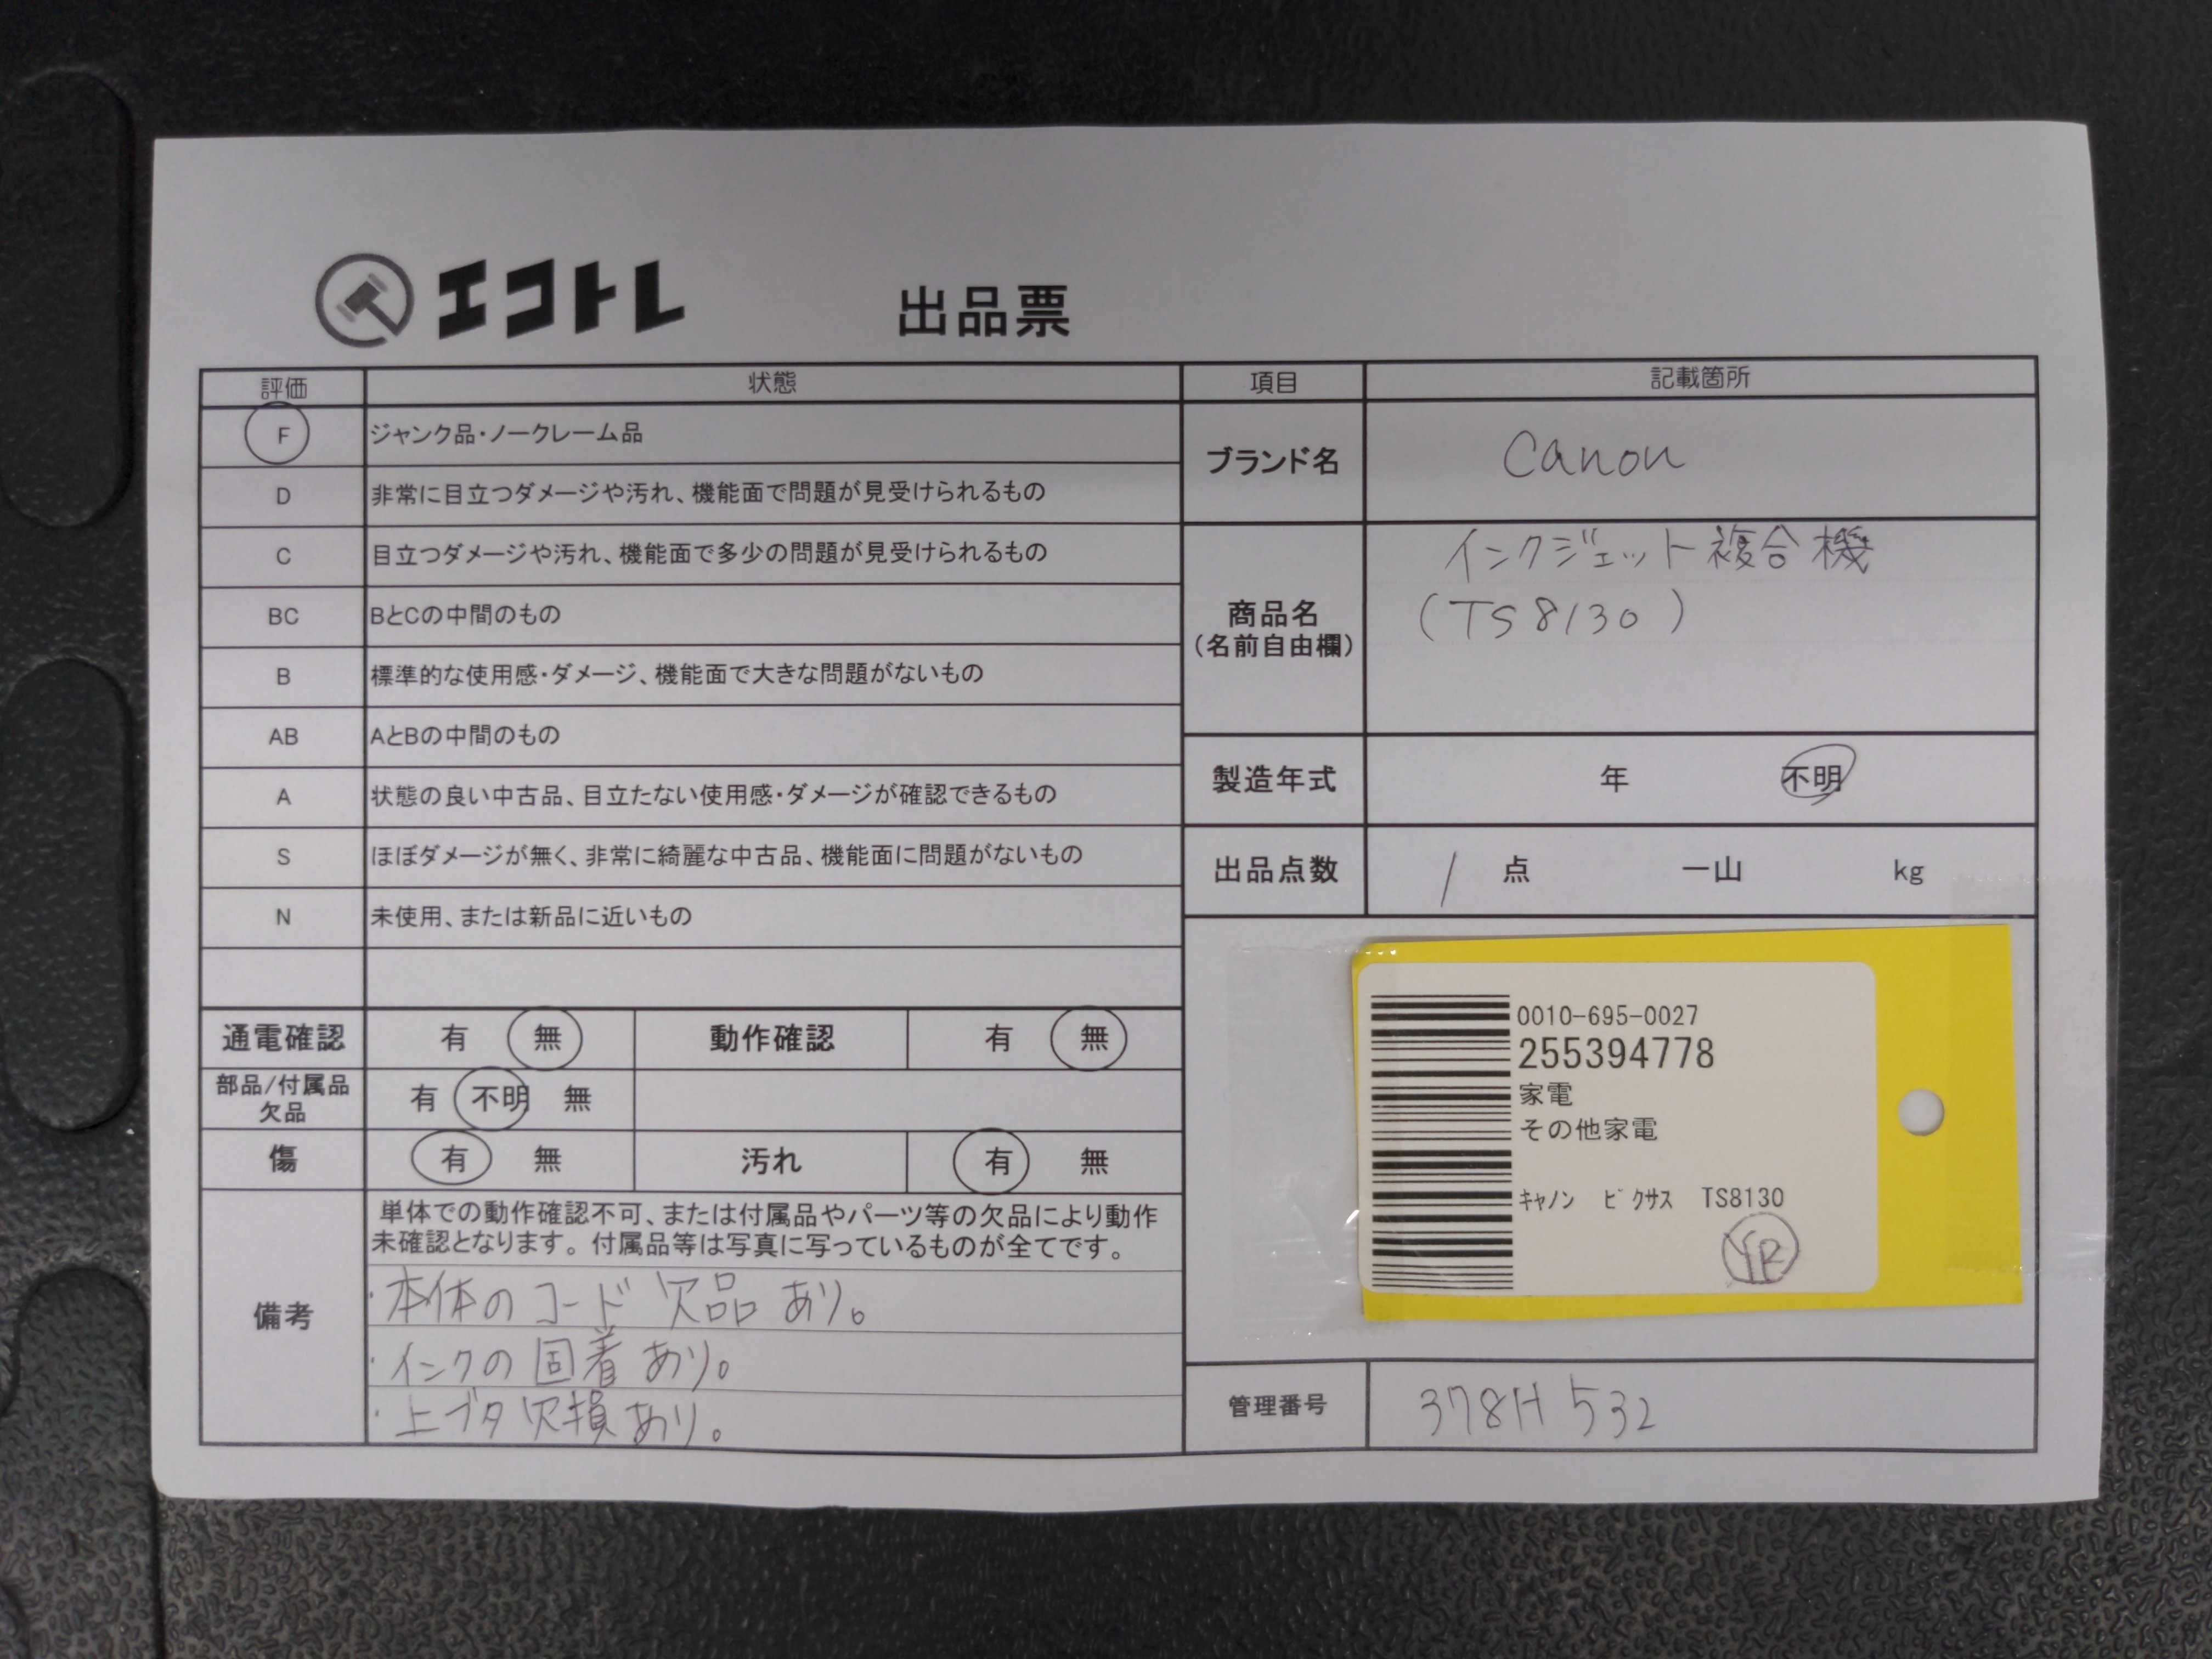 エコトレ 出品票
評価 状態
F ジャンク品・ノークレーム品
D 非常に目立つダメージや汚れ、機能面で問題が見受けられるもの
C 目立つダメージや汚れ、機能面で多少の問題が見受けられるもの
BC BとCの中間のもの
B 標準的な使用感・ダメージ、機能面で大きな問題がないもの
AB AとBの中間のもの
A 状態の良い中古品、目立たない使用感・ダメージが確認できるもの
S ほぼダメージが無く、非常に綺麗な中古品、機能面に問題がないもの
N 未使用、または新品に近いもの
通電確認 有 無 動作確認 有 無
部品/付属品
欠品
有 不明 無
傷 有 無 汚れ 有 無
備考
単体での動作確認不可、または付属品やパーツ等の欠品により動作
未確認となります。付属品等は写真に写っているものが全てです。
・本体のコード欠品あり。
・インクの固着あり。
・上ブタ欠損あり。
項目 記載箇所
ブランド名 Canon
商品名
(名前自由欄)
インクジェット複合機
(TS8130)
製造年式 年 不明
出品点数 1 点 一山 kg
0010-695-0027
255394778
家電
その他家電
ｷｬﾉﾝ ﾋﾟｸｻｽ TS8130
YR
管理番号 378H532